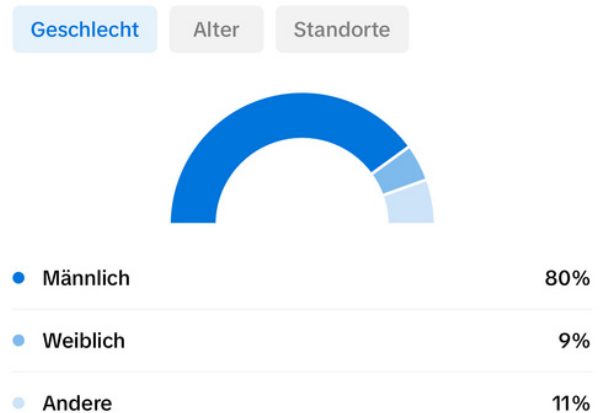 Geschlecht Alter Standorte
Männlich 80%
Weiblich 9%
Andere 11%